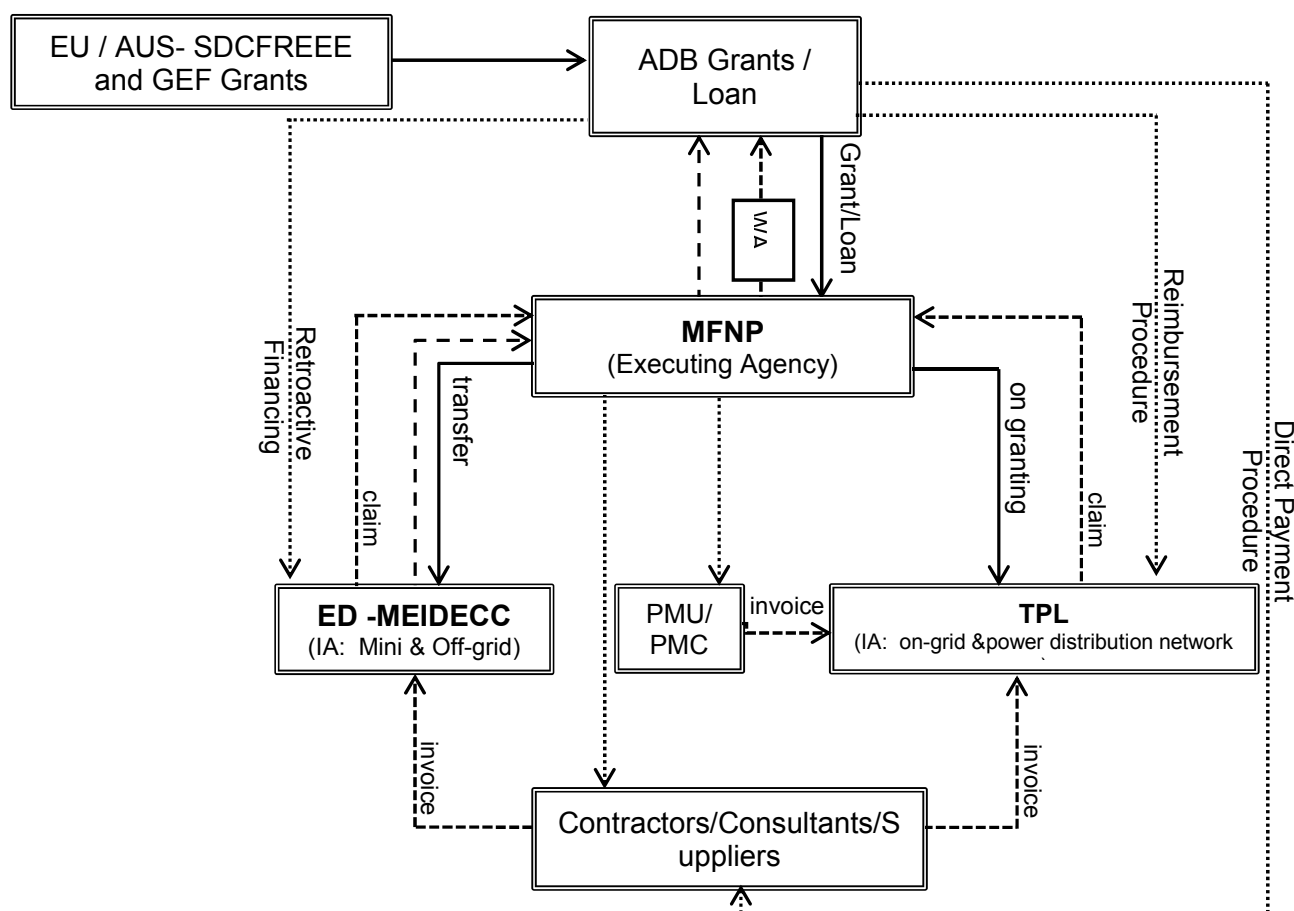 EU / AUS- SDCFREEE
and GEF Grants
ADB Grants /
Loan
Grant/Loan
WA
Retroactive
Financing
Reimbursement
Procedure
Direct Payment
Procedure
MFNP
(Executing Agency)
transfer
on granting
claim
claim
ED -MEIDECC
(IA: Mini & Off-grid)
PMU/
PMC
invoice
TPL
(IA: on-grid &power distribution network
)
invoice
invoice
Contractors/Consultants/S
uppliers